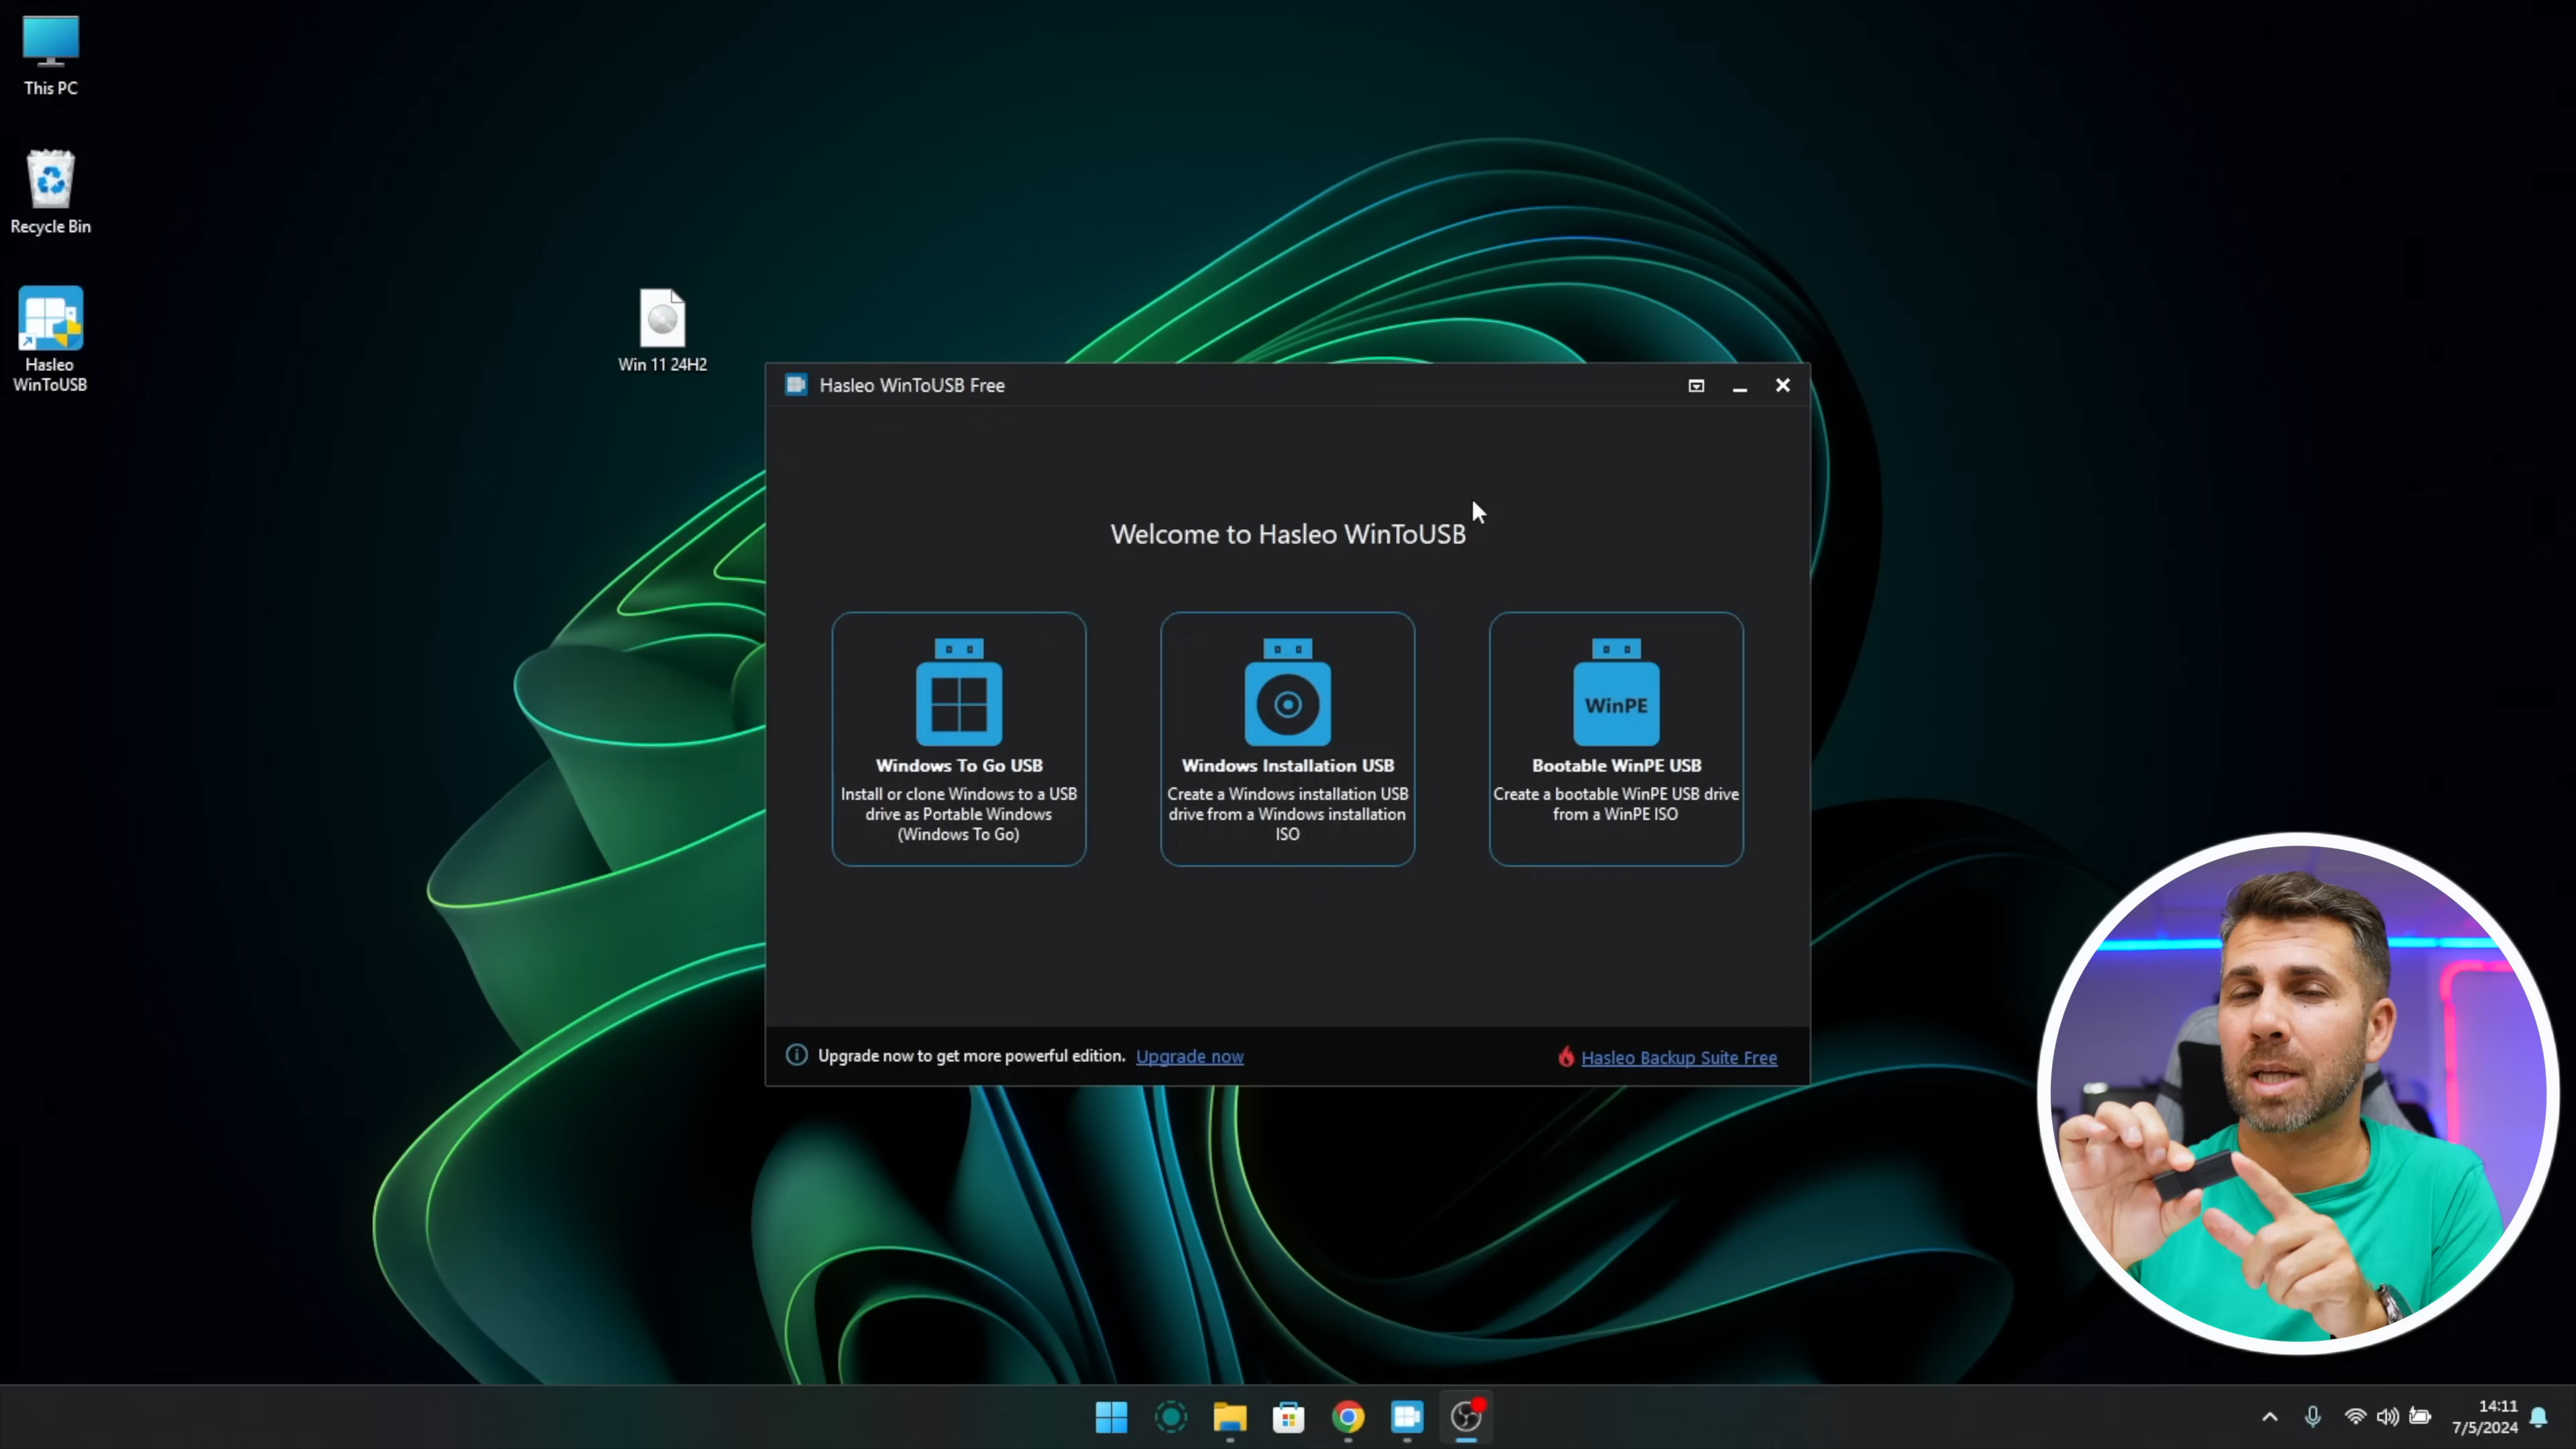 This PC
Recycle Bin
Hasleo
WinToUSB
Win 11 24H2
Hasleo WinToUSB Free
Welcome to Hasleo WinToUSB
Windows To Go USB
Install or clone Windows to a USB
drive as Portable Windows
(Windows To Go)
Windows Installation USB
Create a Windows installation USB
drive from a Windows installation
ISO
WinPE
Bootable WinPE USB
Create a bootable WinPE USB drive
from a WinPE ISO
Upgrade now to get more powerful edition. Upgrade now
Hasleo Backup Suite Free
14:11
7/5/2024